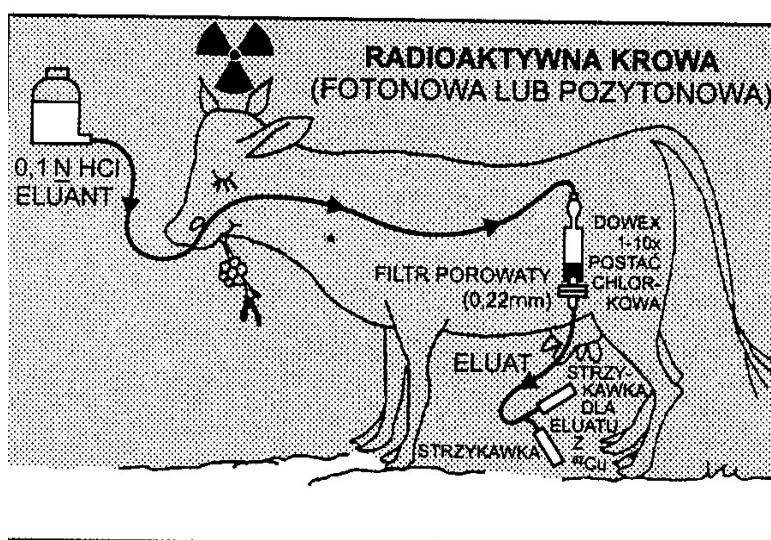 RADIOAKTYWNA KROWA
(FOTONOWA LUB POZYTONOWA)
0,1 N HCl
ELUANT
DOWEX
1-10x
POSTAĆ
CHLOR-
KOWA
FILTR POROWATY
(0,22mm)
ELUAT
STRZY-
KAWKA
DLA
ELUATU
Z
⁶²Cu
STRZYKAWKA